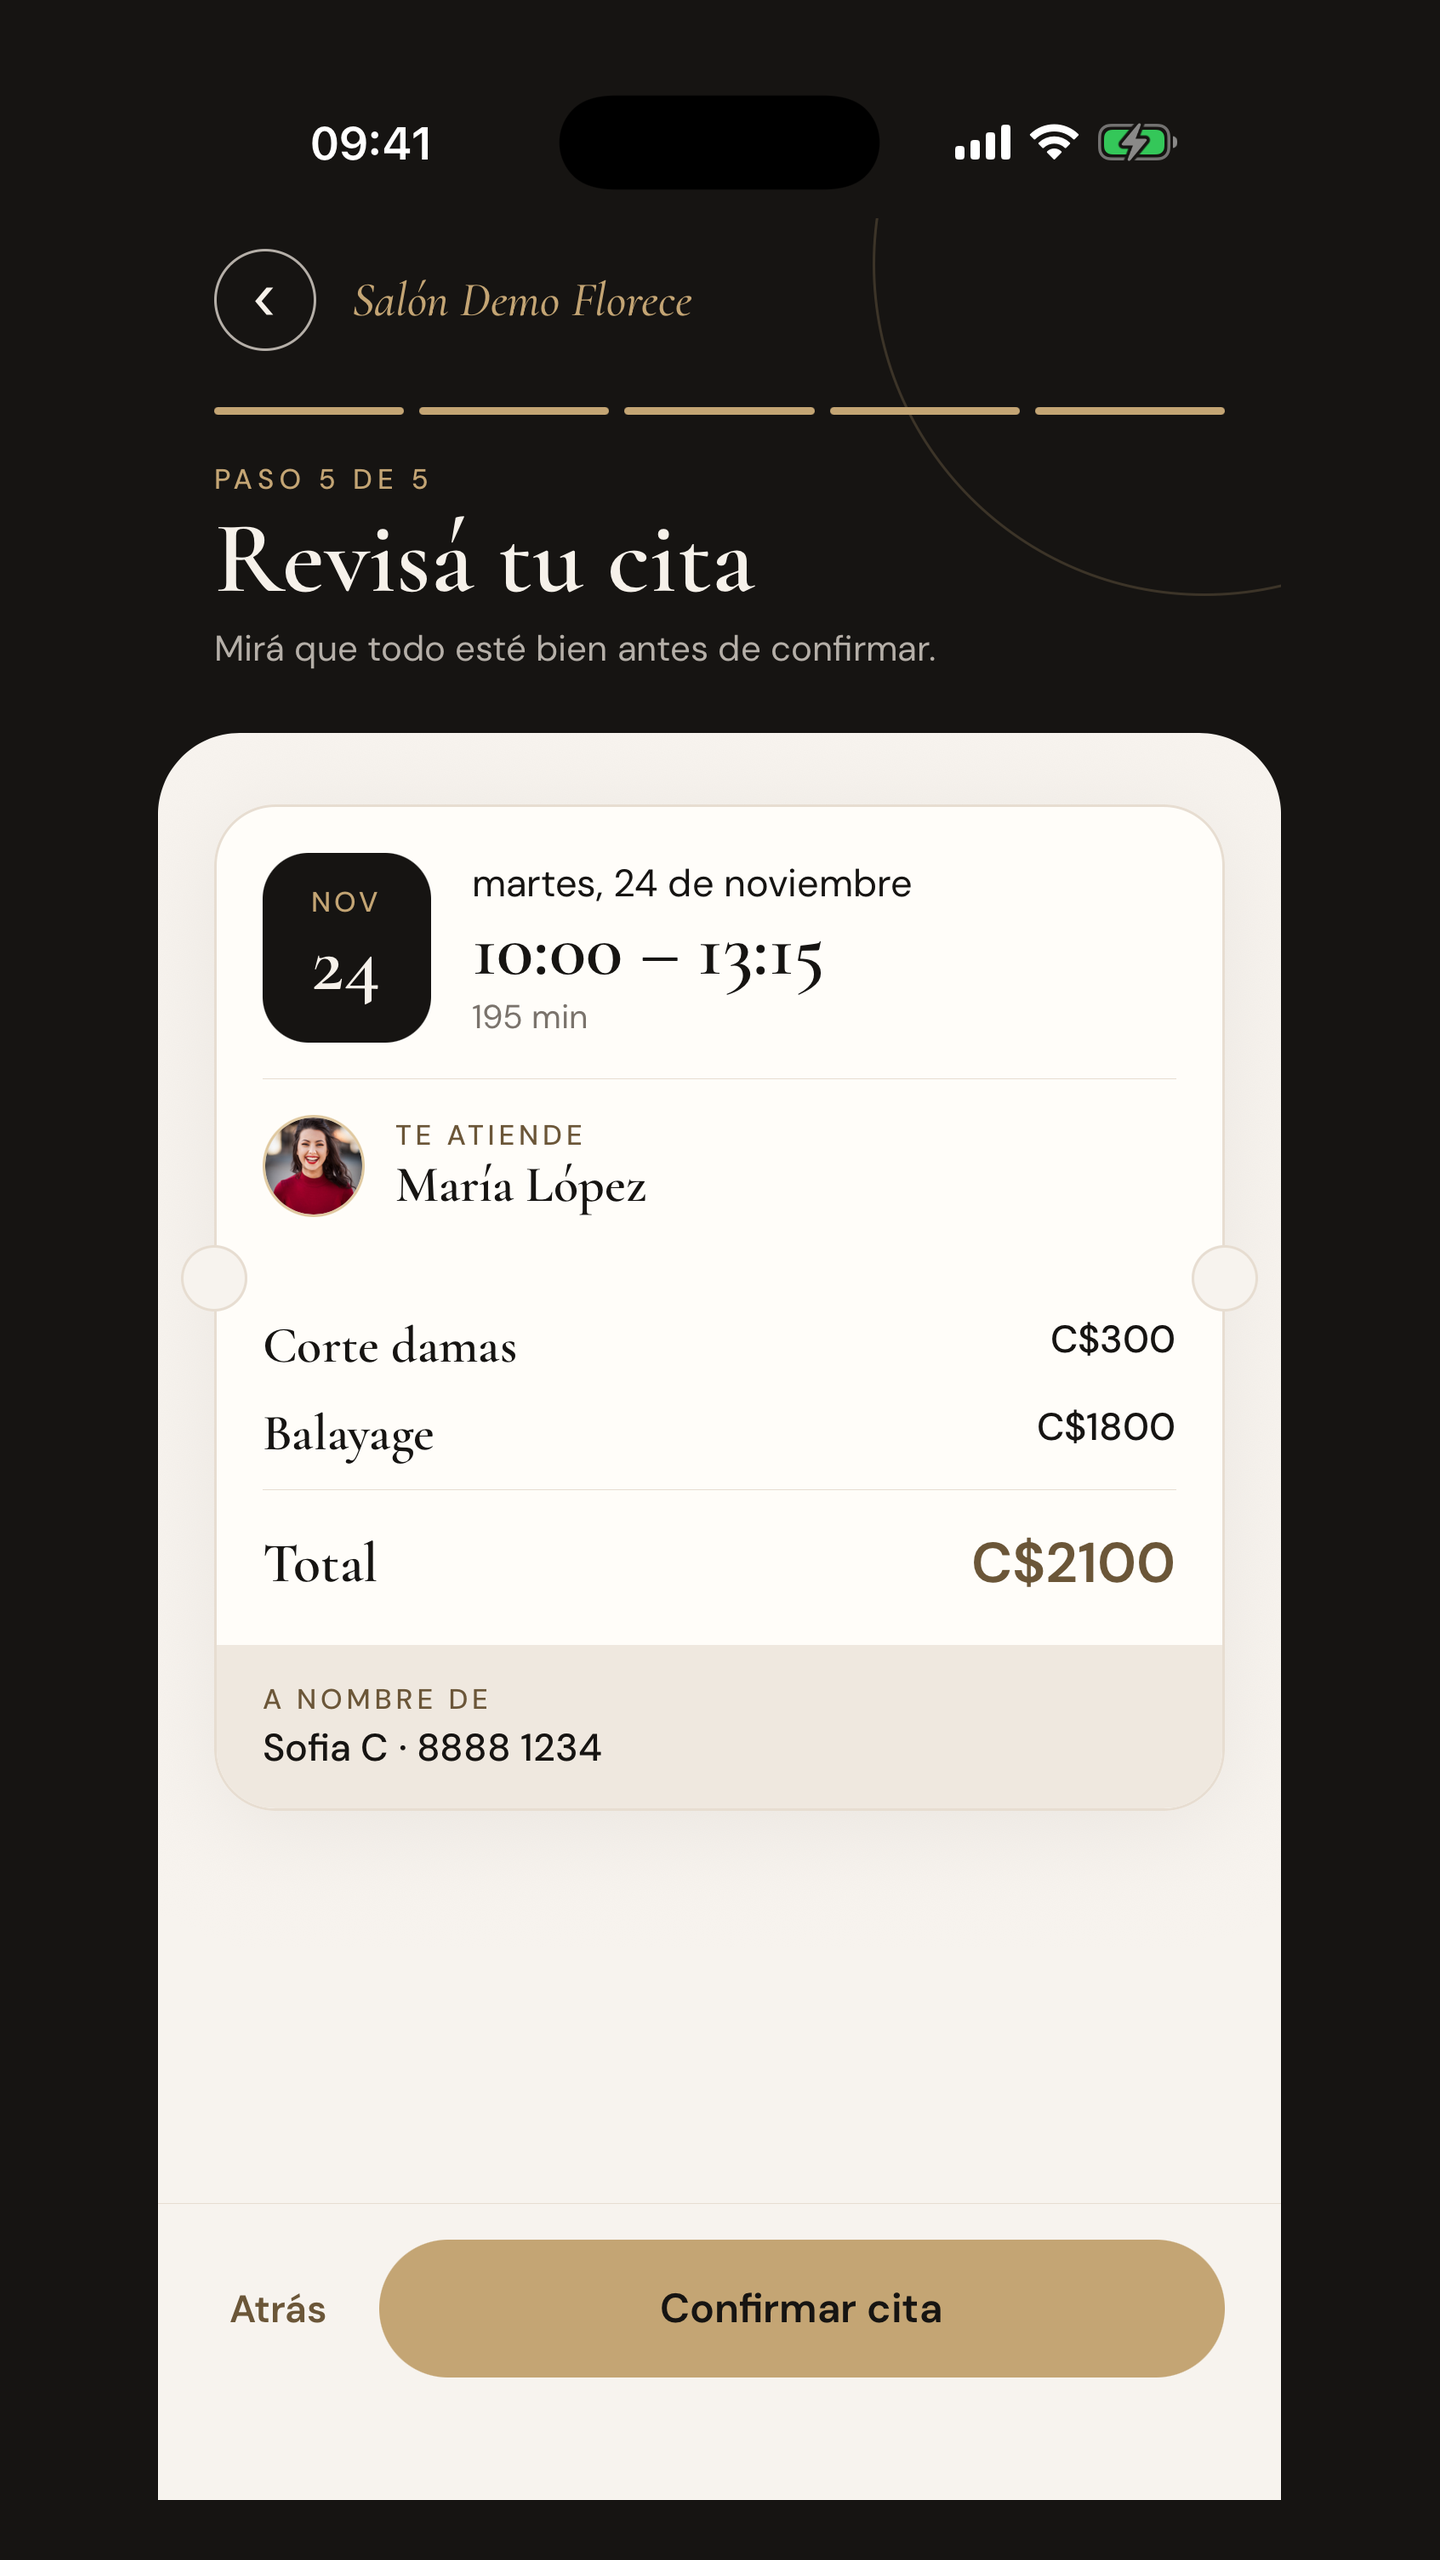 09:41
Salón Demo Florece
PASO 5 DE 5
Revisá tu cita
Mirá que todo esté bien antes de confirmar.
NOV
24
martes, 24 de noviembre
10:00 – 13:15
195 min
TE ATIENDE
María López
Corte damas C$300
Balayage C$1800
Total C$2100
A NOMBRE DE
Sofia C · 8888 1234
Atrás
Confirmar cita